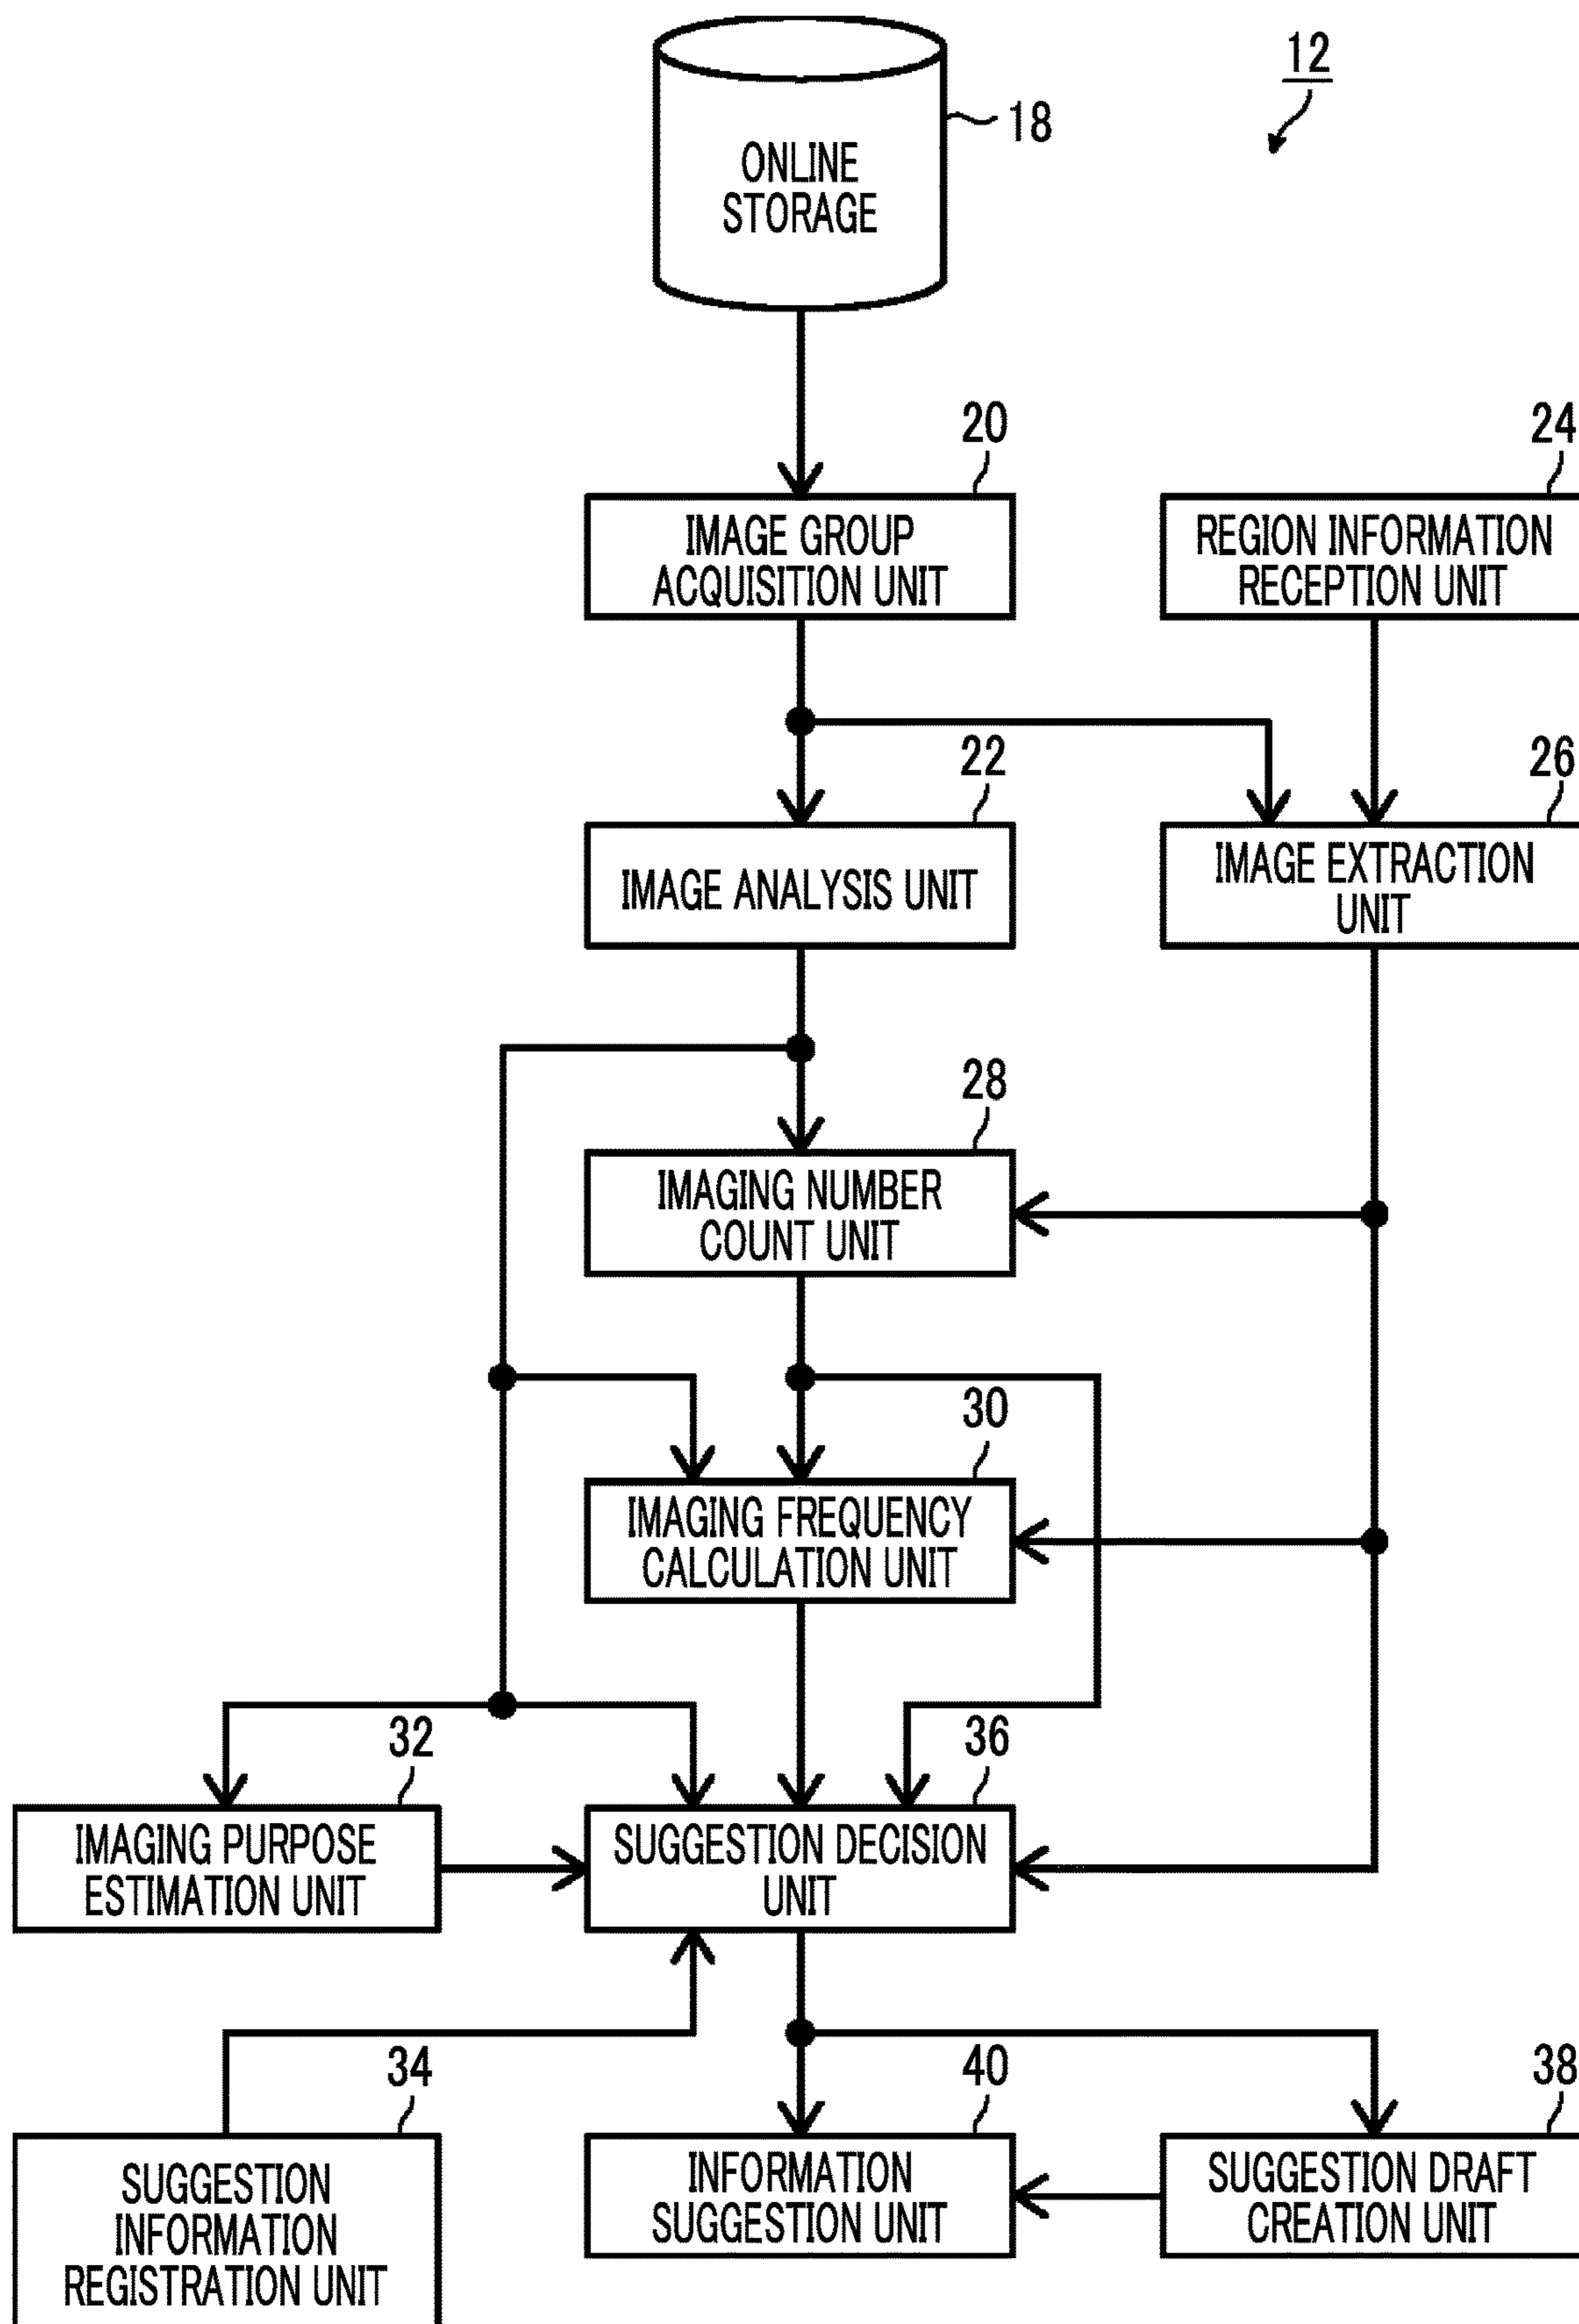 12
18
ONLINE
STORAGE
20
24
IMAGE GROUP
ACQUISITION UNIT
REGION INFORMATION
RECEPTION UNIT
22
26
IMAGE ANALYSIS UNIT
IMAGE EXTRACTION
UNIT
28
IMAGING NUMBER
COUNT UNIT
30
IMAGING FREQUENCY
CALCULATION UNIT
32
36
IMAGING PURPOSE
ESTIMATION UNIT
SUGGESTION DECISION
UNIT
34
40
38
SUGGESTION
INFORMATION
REGISTRATION UNIT
INFORMATION
SUGGESTION UNIT
SUGGESTION DRAFT
CREATION UNIT